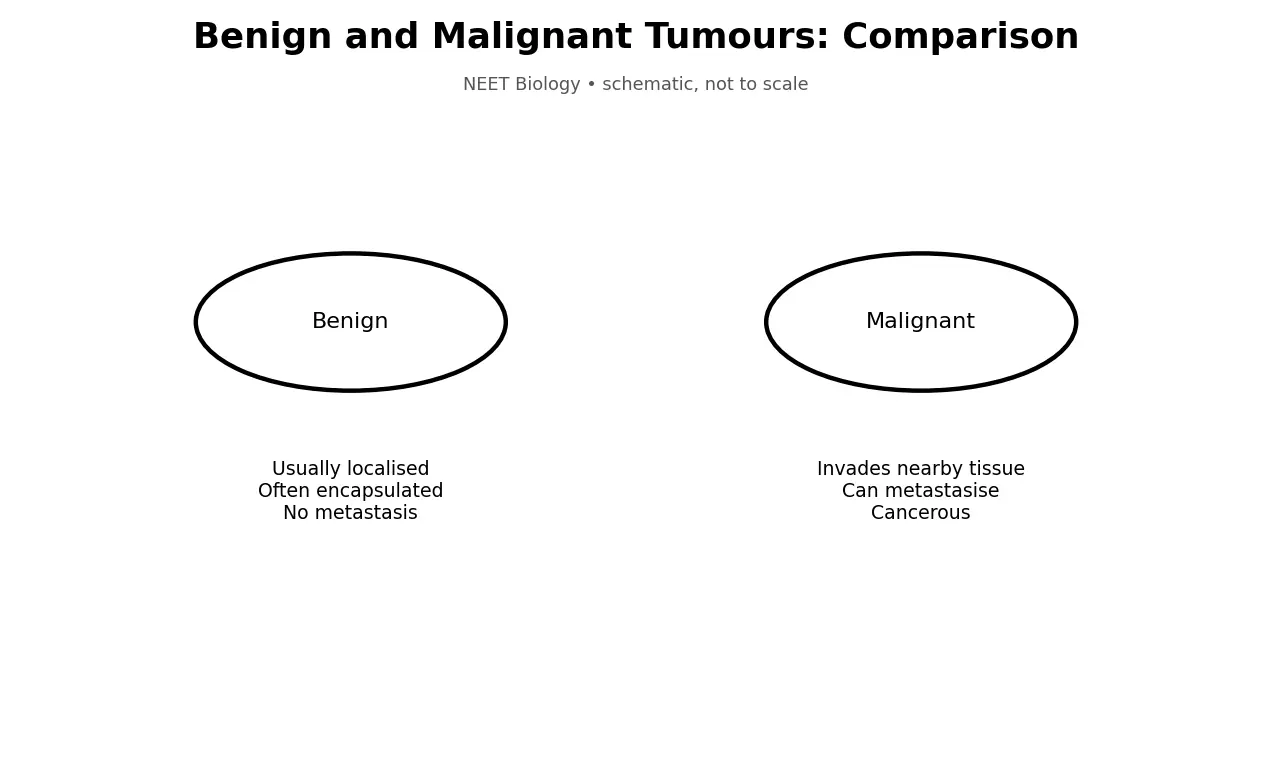 Benign and Malignant Tumours: Comparison
NEET Biology • schematic, not to scale
Benign
Malignant
Usually localised
Often encapsulated
No metastasis
Invades nearby tissue
Can metastasise
Cancerous